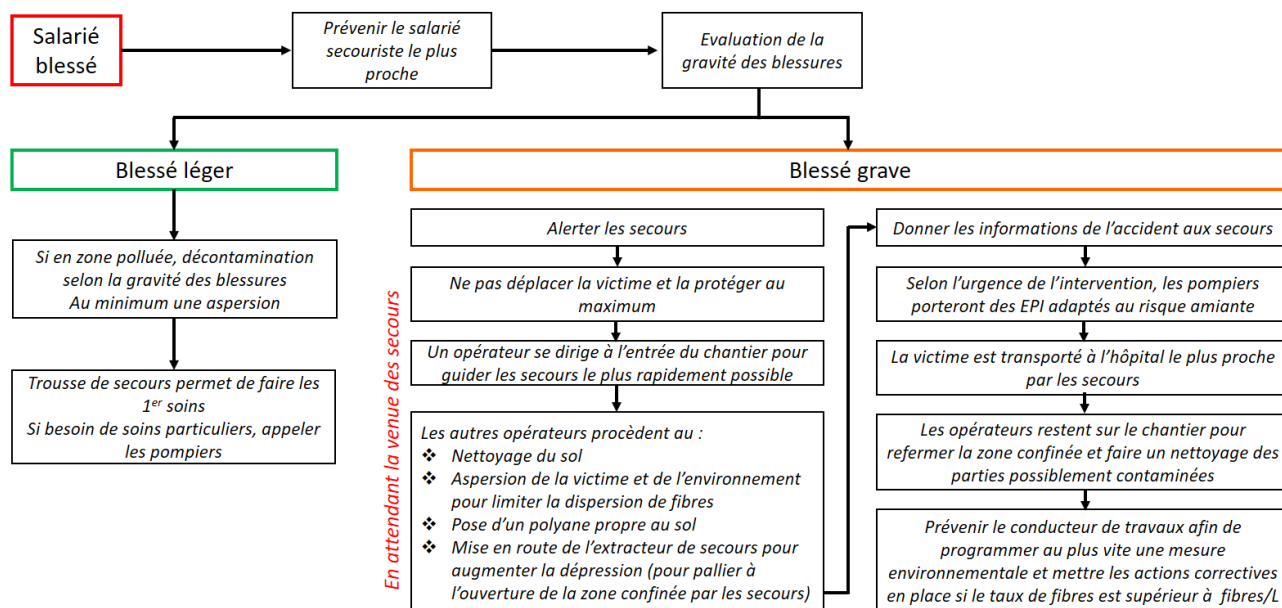 Salarié
blessé
Prévenir le salarié
secouriste le plus
proche
Evaluation de la
gravité des blessures
Blessé léger
Si en zone polluée, décontamination
selon la gravité des blessures
Au minimum une aspersion
Trousse de secours permet de faire les
1er soins
Si besoin de soins particuliers, appeler
les pompiers
Blessé grave
En attendant la venue des secours
Alerter les secours
Ne pas déplacer la victime et la protéger au
maximum
Un opérateur se dirige à l’entrée du chantier pour
guider les secours le plus rapidement possible
Les autres opérateurs procèdent au :
❖ Nettoyage du sol
❖ Aspersion de la victime et de l’environnement
pour limiter la dispersion de fibres
❖ Pose d’un polyane propre au sol
❖ Mise en route de l’extracteur de secours pour
augmenter la dépression (pour pallier à
l’ouverture de la zone confinée par les secours)
Donner les informations de l’accident aux secours
Selon l’urgence de l’intervention, les pompiers
porteront des EPI adaptés au risque amiante
La victime est transporté à l’hôpital le plus proche
par les secours
Les opérateurs restent sur le chantier pour
refermer la zone confinée et faire un nettoyage des
parties possiblement contaminées
Prévenir le conducteur de travaux afin de
programmer au plus vite une mesure
environnementale et mettre les actions correctives
en place si le taux de fibres est supérieur à fibres/L